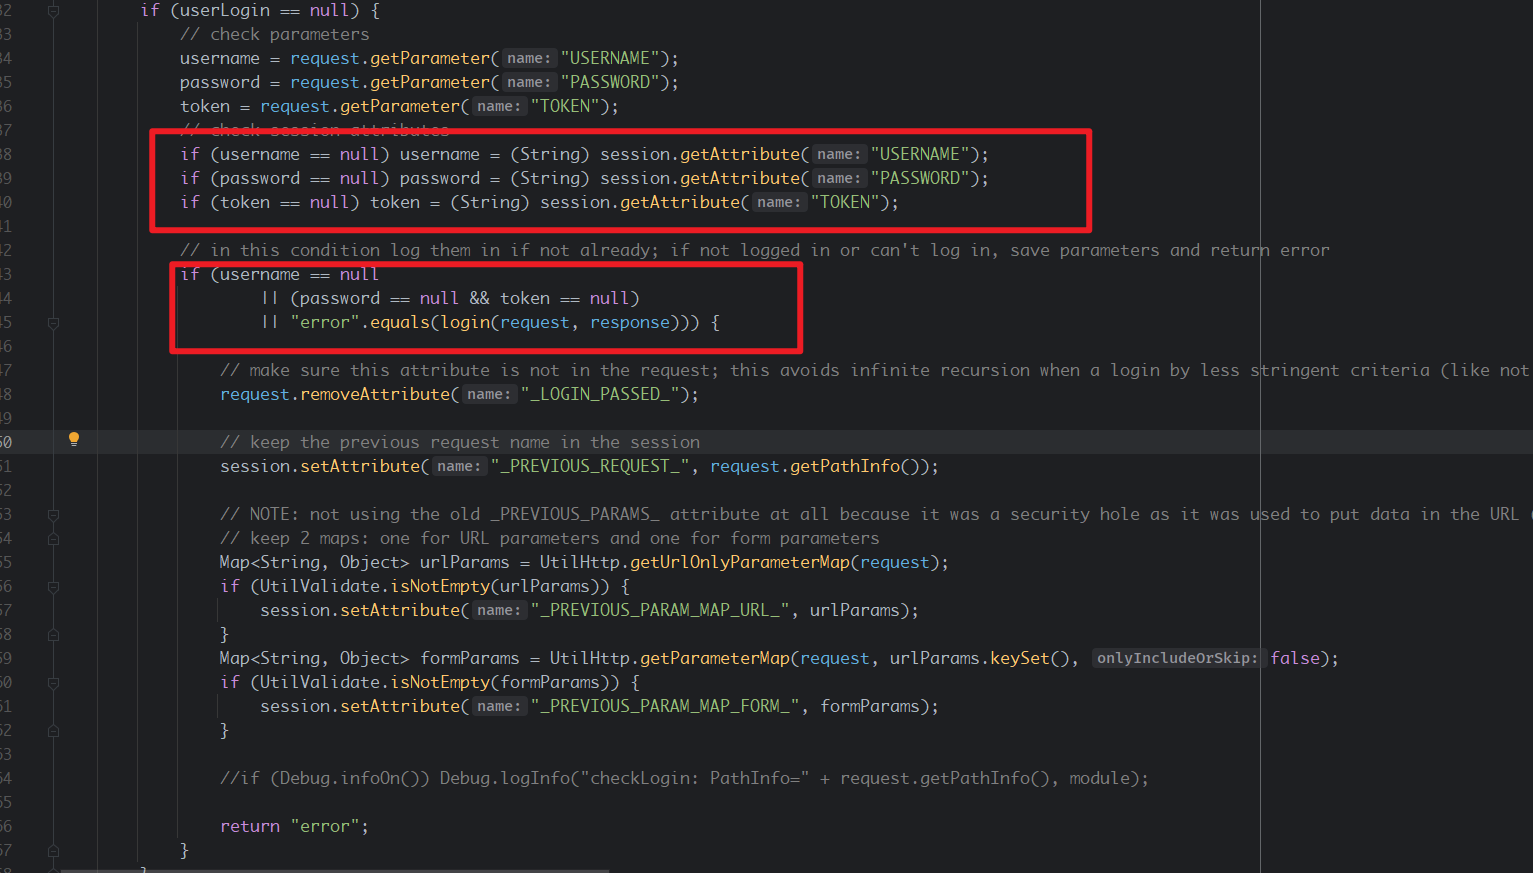 32 if (userLogin == null) {
33 // check parameters
34 username = request.getParameter( name: "USERNAME");
35 password = request.getParameter( name: "PASSWORD");
36 token = request.getParameter( name: "TOKEN");
37 // check session attributes
38 if (username == null) username = (String) session.getAttribute( name: "USERNAME");
39 if (password == null) password = (String) session.getAttribute( name: "PASSWORD");
40 if (token == null) token = (String) session.getAttribute( name: "TOKEN");
41
42 // in this condition log them in if not already; if not logged in or can't log in, save parameters and return error
43 if (username == null
44 || (password == null && token == null)
45 || "error".equals(login(request, response))) {
46
47 // make sure this attribute is not in the request; this avoids infinite recursion when a login by less stringent criteria (like not
48 request.removeAttribute( name: "_LOGIN_PASSED_");
49
50 // keep the previous request name in the session
51 session.setAttribute( name: "_PREVIOUS_REQUEST_", request.getPathInfo());
52
53 // NOTE: not using the old _PREVIOUS_PARAMS_ attribute at all because it was a security hole as it was used to put data in the URL (
54 // keep 2 maps: one for URL parameters and one for form parameters
55 Map<String, Object> urlParams = UtilHttp.getUrlOnlyParameterMap(request);
56 if (UtilValidate.isNotEmpty(urlParams)) {
57 session.setAttribute( name: "_PREVIOUS_PARAM_MAP_URL_", urlParams);
58 }
59 Map<String, Object> formParams = UtilHttp.getParameterMap(request, urlParams.keySet(), onlyIncludeOrSkip: false);
60 if (UtilValidate.isNotEmpty(formParams)) {
61 session.setAttribute( name: "_PREVIOUS_PARAM_MAP_FORM_", formParams);
62 }
63
64 //if (Debug.infoOn()) Debug.logInfo("checkLogin: PathInfo=" + request.getPathInfo(), module);
65
66 return "error";
67 }